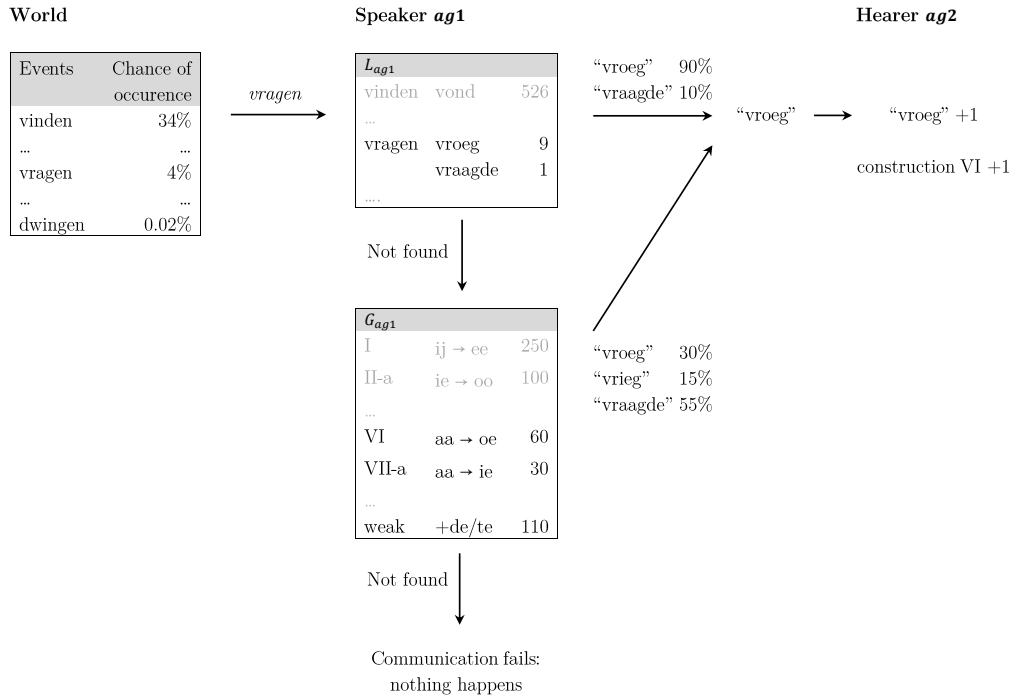 World
Speaker ag1
Hearer ag2
Events Chance of
occurence
vinden 34%
... ...
vragen 4%
... ...
dwingen 0.02%
vragen
L_ag1
vinden vond 526
...
vragen vroeg 9
vraagde 1
....
“vroeg” 90%
“vraagde” 10%
“vroeg”
“vroeg” +1
construction VI +1
Not found
G_ag1
I ij → ee 250
II-a ie → oo 100
...
VI aa → oe 60
VII-a aa → ie 30
...
weak +de/te 110
“vroeg” 30%
“vrieg” 15%
“vraagde” 55%
Not found
Communication fails:
nothing happens